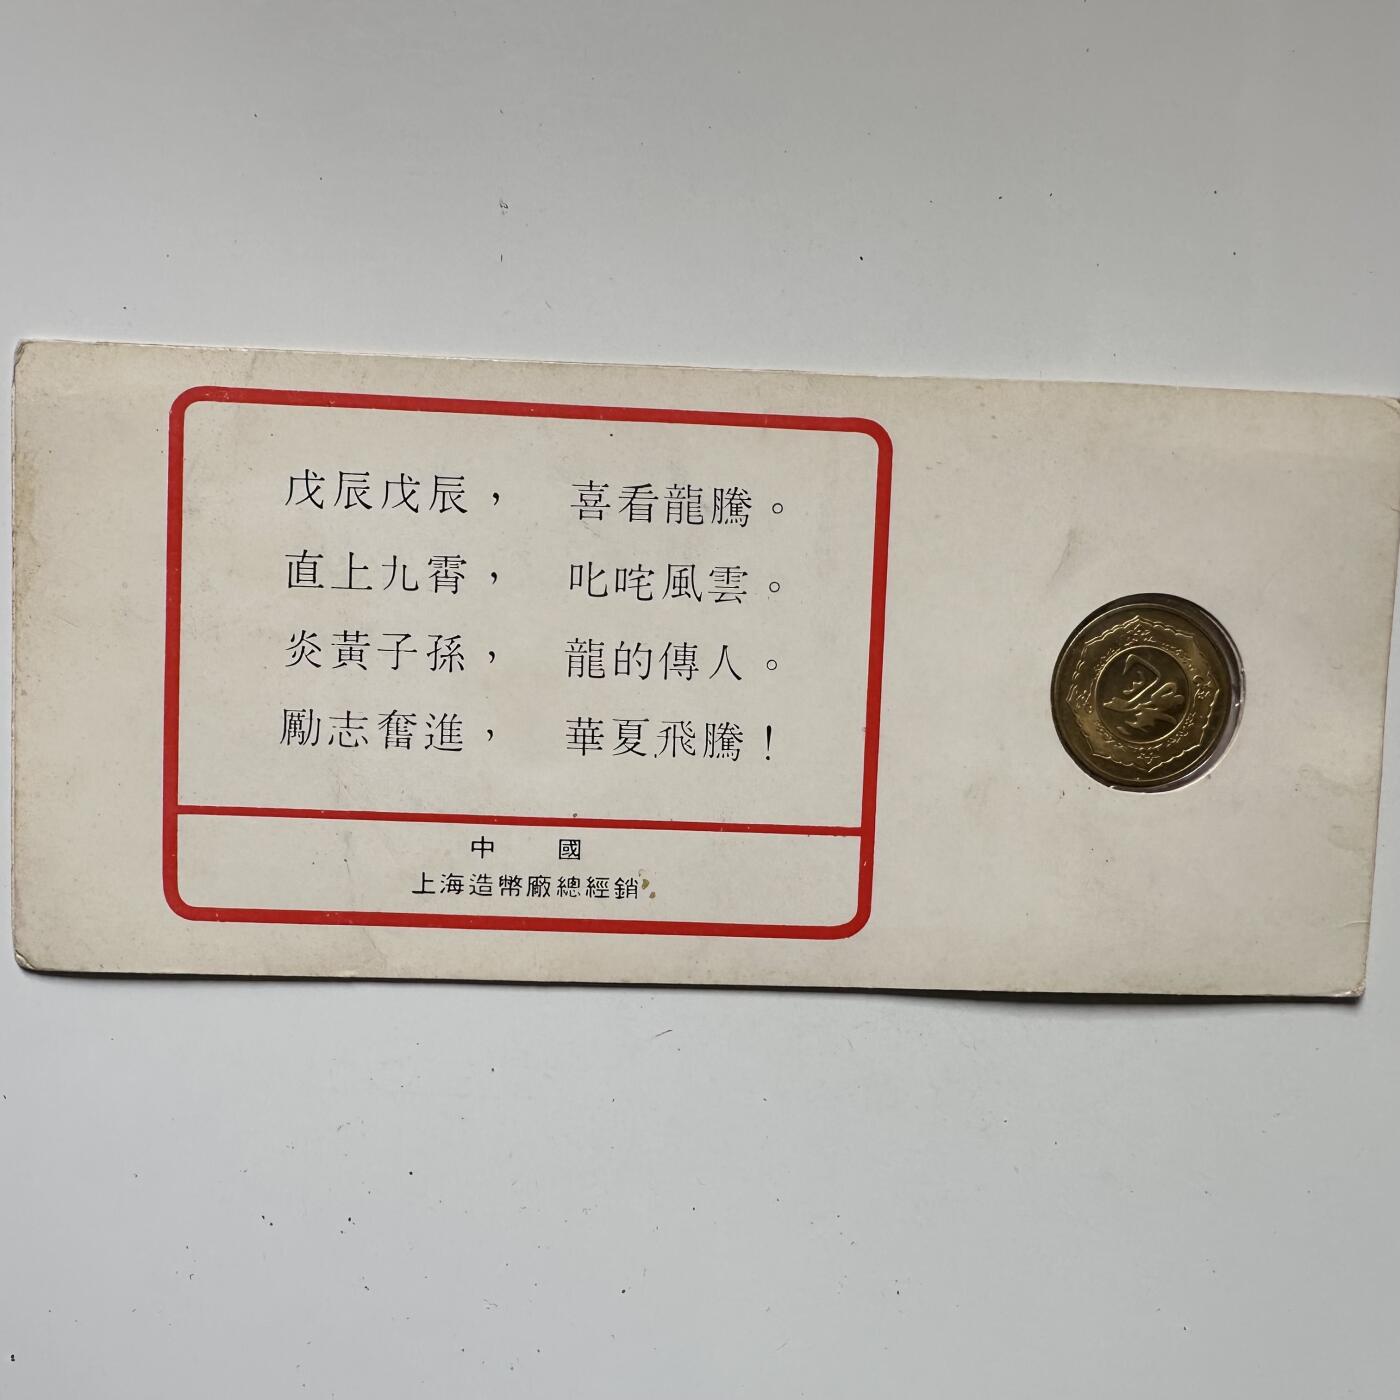 戊辰戊辰， 喜看龍騰。
直上九霄， 叱咤風雲。
炎黃子孫， 龍的傳人。
勵志奮進， 華夏飛騰！
中 國
上海造幣廠總經銷